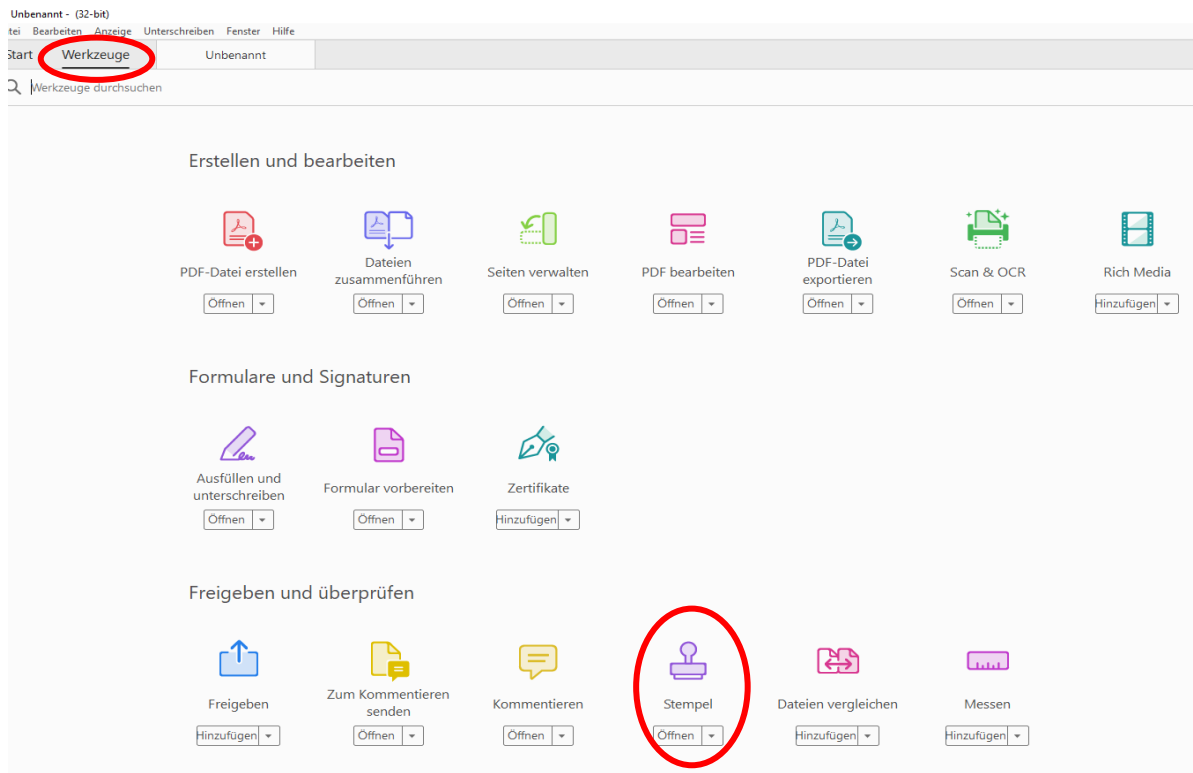 Unbenannt - (32-bit)
tei Bearbeiten Anzeige Unterschreiben Fenster Hilfe
Start Werkzeuge Unbenannt
Werkzeuge durchsuchen
Erstellen und bearbeiten
PDF-Datei erstellen
Dateien
zusammenführen
Seiten verwalten
PDF bearbeiten
PDF-Datei
exportieren
Scan & OCR
Rich Media
Öffnen Öffnen Öffnen Öffnen Öffnen Öffnen Hinzufügen
Formulare und Signaturen
Ausfüllen und
unterschreiben
Formular vorbereiten
Zertifikate
Öffnen Öffnen Hinzufügen
Freigeben und überprüfen
Freigeben
Zum Kommentieren
senden
Kommentieren
Stempel
Dateien vergleichen
Messen
Hinzufügen Öffnen Öffnen Öffnen Hinzufügen Hinzufügen